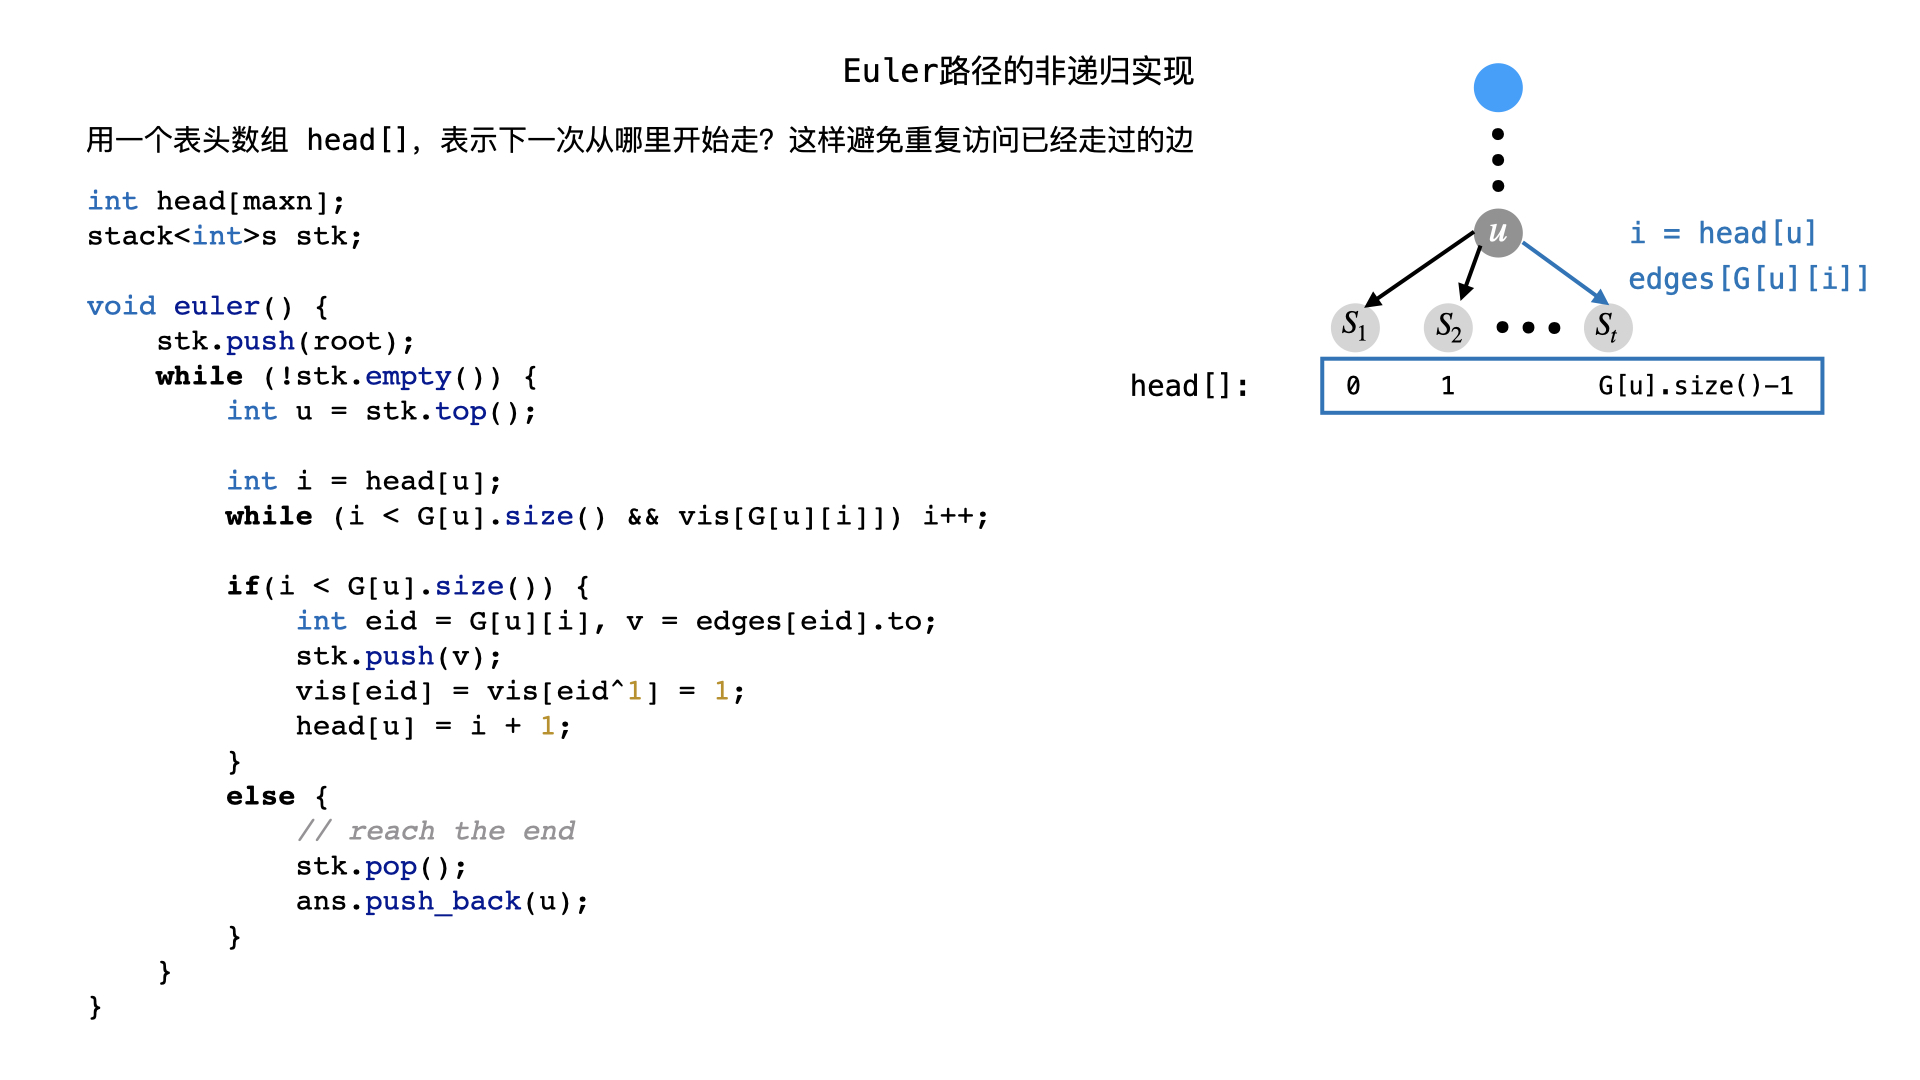 Euler路径的非递归实现
用一个表头数组 head[], 表示下一次从哪里开始走? 这样避免重复访问已经走过的边
int head[maxn];
stack<int>s stk;
void euler() {
stk.push(root);
while (!stk.empty()) {
int u = stk.top();
int i = head[u];
while (i < G[u].size() && vis[G[u][i]]) i++;
if(i < G[u].size()) {
int eid = G[u][i], v = edges[eid].to;
stk.push(v);
vis[eid] = vis[eid^1] = 1;
head[u] = i + 1;
}
else {
// reach the end
stk.pop();
ans.push_back(u);
}
}
}
u
i = head[u]
edges[G[u][i]]
S1 S2 ••• St
head[]: 0 1 G[u].size()-1